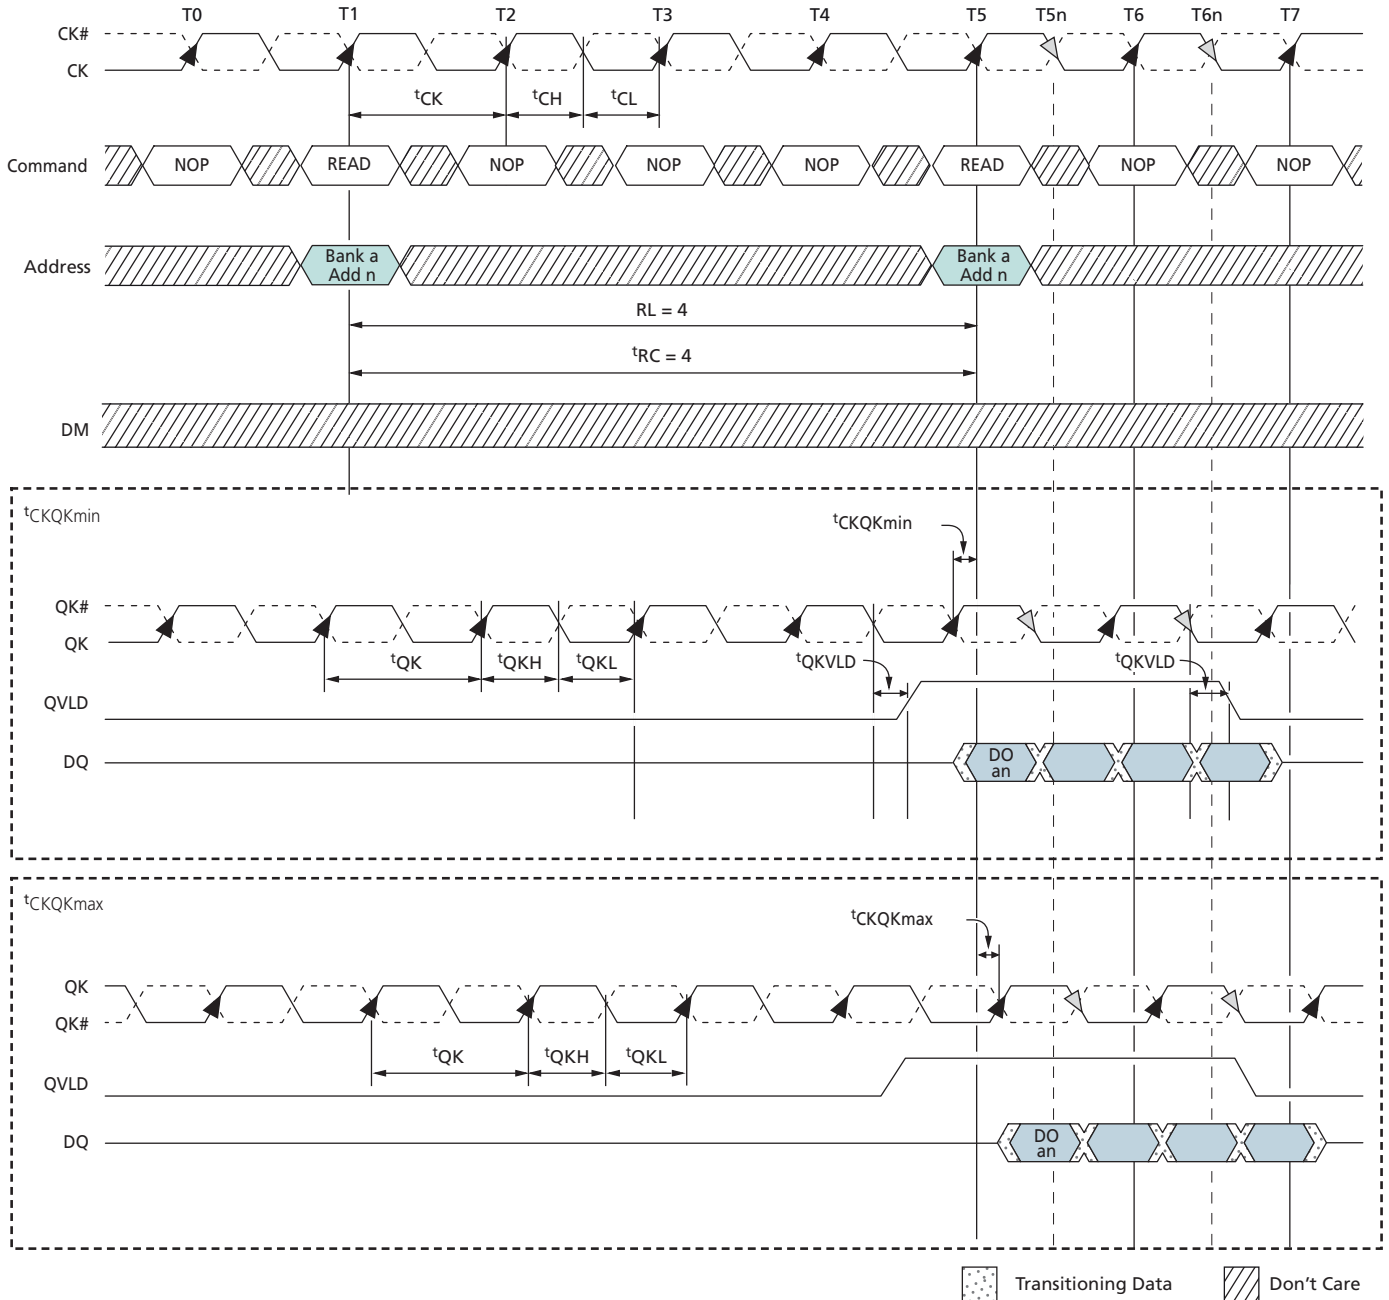 T0 T1 T2 T3 T4 T5 T5n T6 T6n T7
CK#
CK
tCK tCH tCL
Command NOP READ NOP NOP NOP READ NOP NOP
Address Bank a Add n Bank a Add n
RL = 4
tRC = 4
DM
tCKQKmin
tCKQKmin
QK#
QK
tQK tQKH tQKL tQKVLD tQKVLD
QVLD
DQ DO an
tCKQKmax
tCKQKmax
QK
QK#
tQK tQKH tQKL
QVLD
DQ DO an
Transitioning Data Don't Care